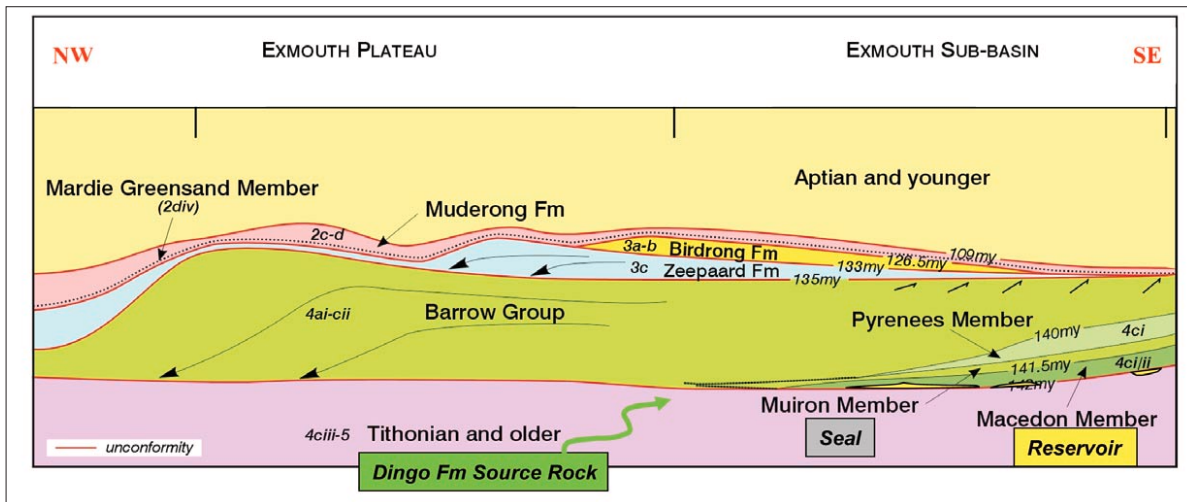 NW
EXMOUTH PLATEAU
EXMOUTH SUB-BASIN
SE
Mardie Greensand Member
(2div)
Muderong Fm
Aptian and younger
2c-d
3a-b
Birdrong Fm
126.5my
109my
3c
Zeepaard Fm
133my
135my
4ai-cii
Barrow Group
Pyrenees Member
140my
4ci
141.5my
4ci/ii
142my
Muiron Member
Macedon Member
4ciii-5
Tithonian and older
unconformity
Seal
Reservoir
Dingo Fm Source Rock